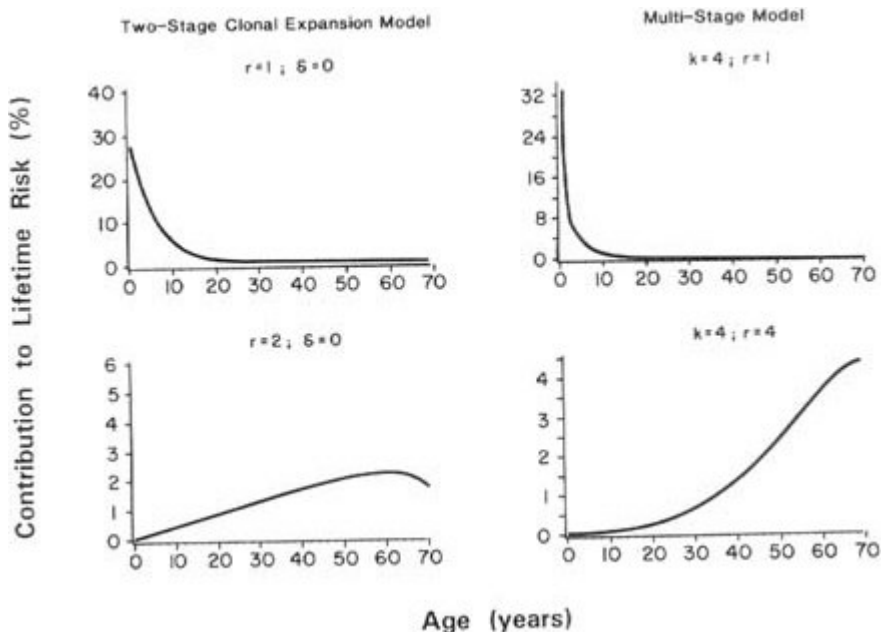 Two-Stage Clonal Expansion Model
Multi-Stage Model
r=1 ; δ=0
k=4 ; r=1
40
30
20
10
0
0 10 20 30 40 50 60 70
32
24
16
8
0
0 10 20 30 40 50 60 70
r=2 ; δ=0
k=4 ; r=4
6
5
4
3
2
1
0
0 10 20 30 40 50 60 70
4
3
2
1
0
0 10 20 30 40 50 60 70
Contribution to Lifetime Risk (%)
Age (years)